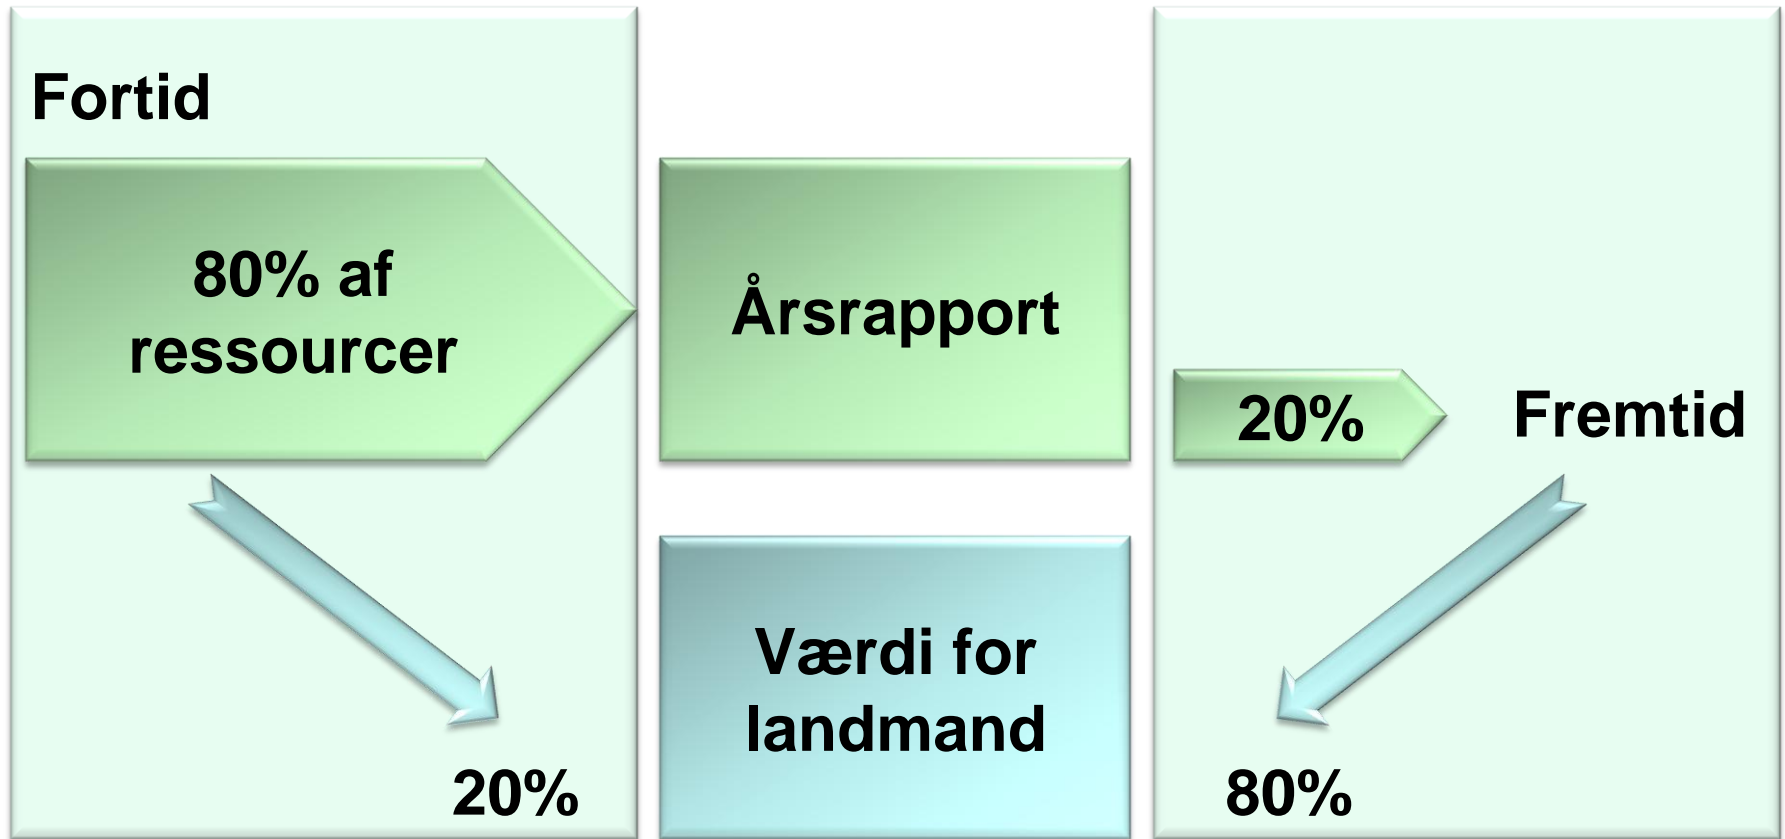 Fortid
80% af
ressourcer
Årsrapport
20%
Fremtid
Værdi for
landmand
20%
80%